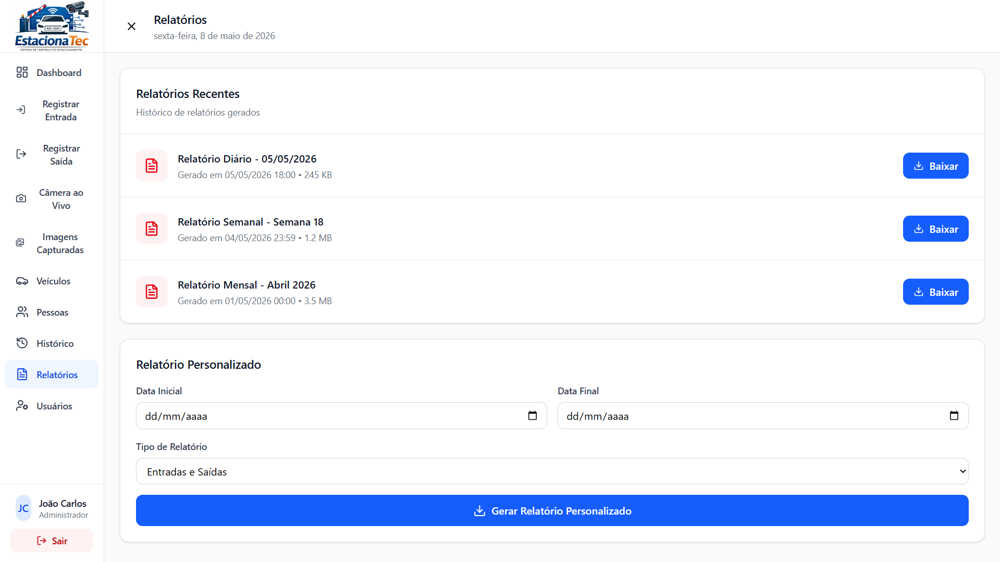 ABC-1234
EstacionaTec
SISTEMA DE CONTROLE DE ESTACIONAMENTO
Dashboard
Registrar
Entrada
Registrar
Saída
Câmera ao
Vivo
Imagens
Capturadas
Veículos
Pessoas
Histórico
Relatórios
Usuários
JC
João Carlos
Administrador
Sair
Relatórios
sexta-feira, 8 de maio de 2026
Relatórios Recentes
Histórico de relatórios gerados
Relatório Diário - 05/05/2026
Gerado em 05/05/2026 18:00 • 245 KB
Baixar
Relatório Semanal - Semana 18
Gerado em 04/05/2026 23:59 • 1.2 MB
Baixar
Relatório Mensal - Abril 2026
Gerado em 01/05/2026 00:00 • 3.5 MB
Baixar
Relatório Personalizado
Data Inicial
dd/mm/aaaa
Data Final
dd/mm/aaaa
Tipo de Relatório
Entradas e Saídas
Gerar Relatório Personalizado